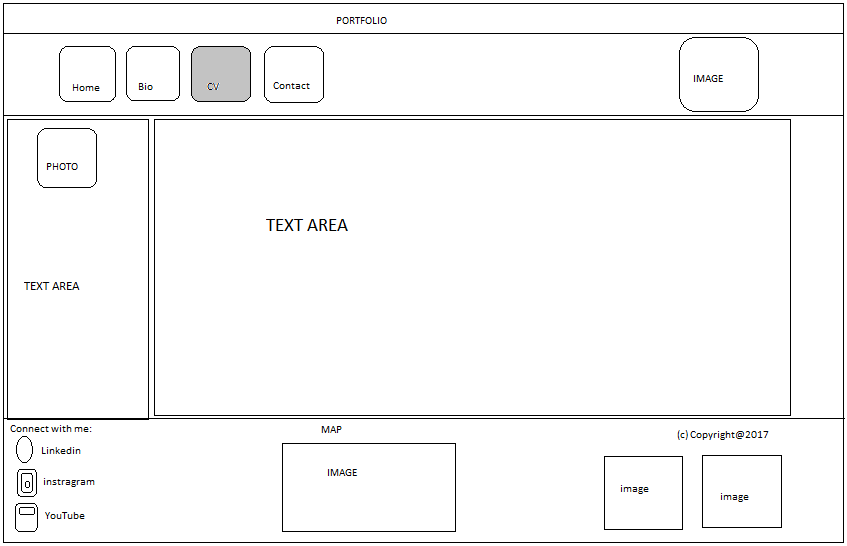 PORTFOLIO
Home
Bio
CV
Contact
IMAGE
PHOTO
TEXT AREA
TEXT AREA
Connect with me:
Linkedin
instragram
YouTube
MAP
IMAGE
(c) Copyright@2017
image
image